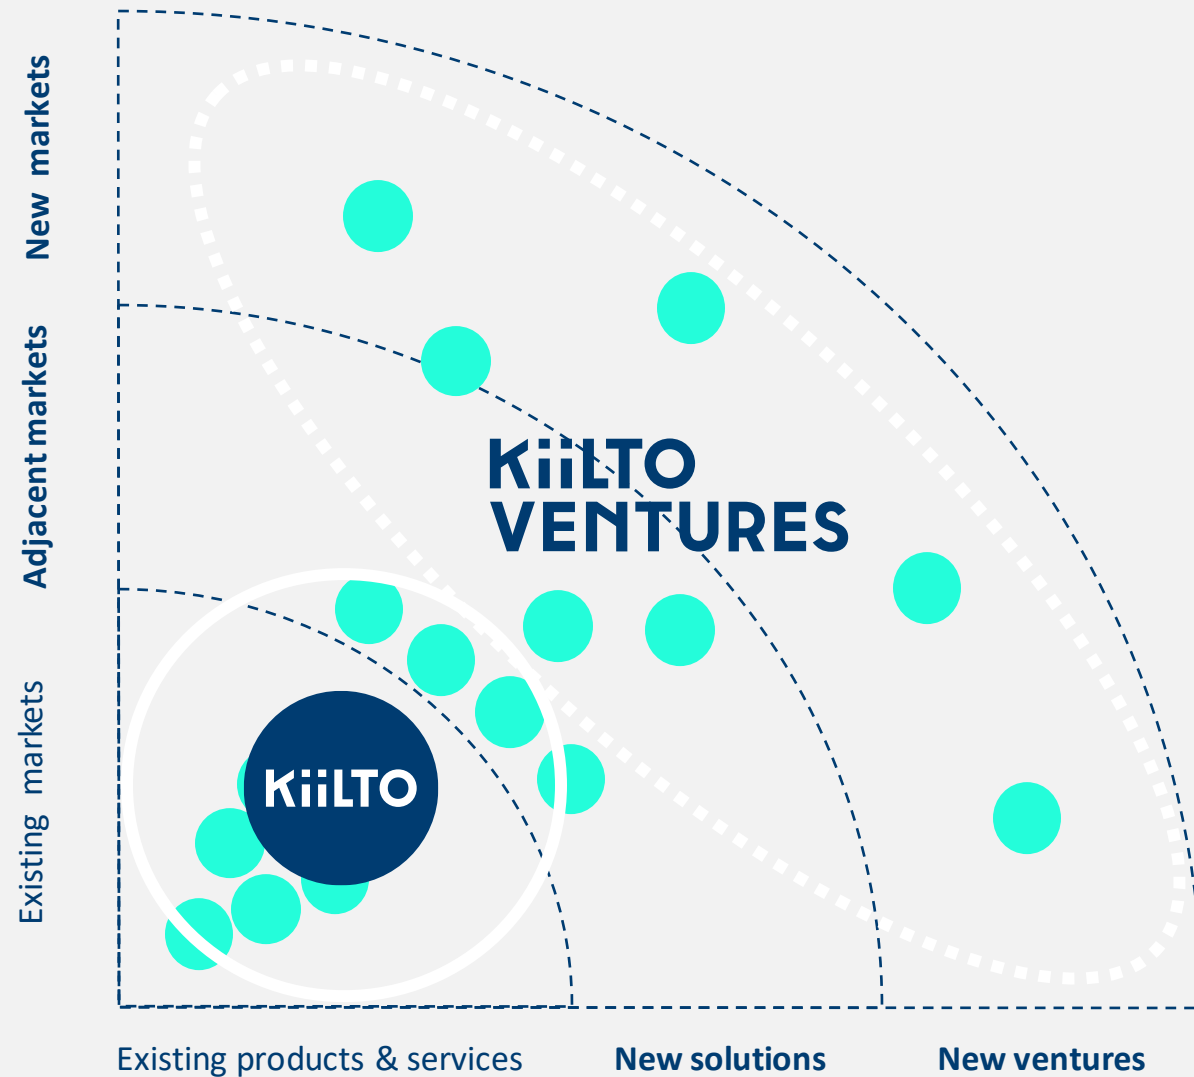 New markets
Adjacent markets
Existing markets
KiiLTO
VENTURES
KiiLTO
Existing products & services
New solutions
New ventures